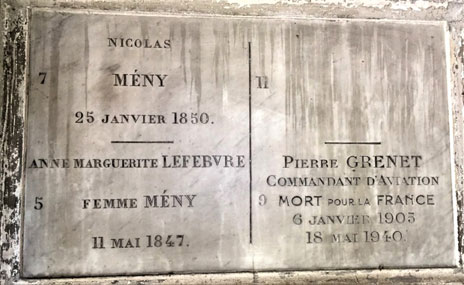 NICOLAS
7 MÉNY
25 JANVIER 1850.
ANNE MARGUERITE LEFEBVRE
5 FEMME MÉNY
11 MAI 1847.
11
PIERRE GRENET
COMMANDANT D'AVIATION
9 MORT POUR LA FRANCE
6 JANVIER 1905
18 MAI 1940.